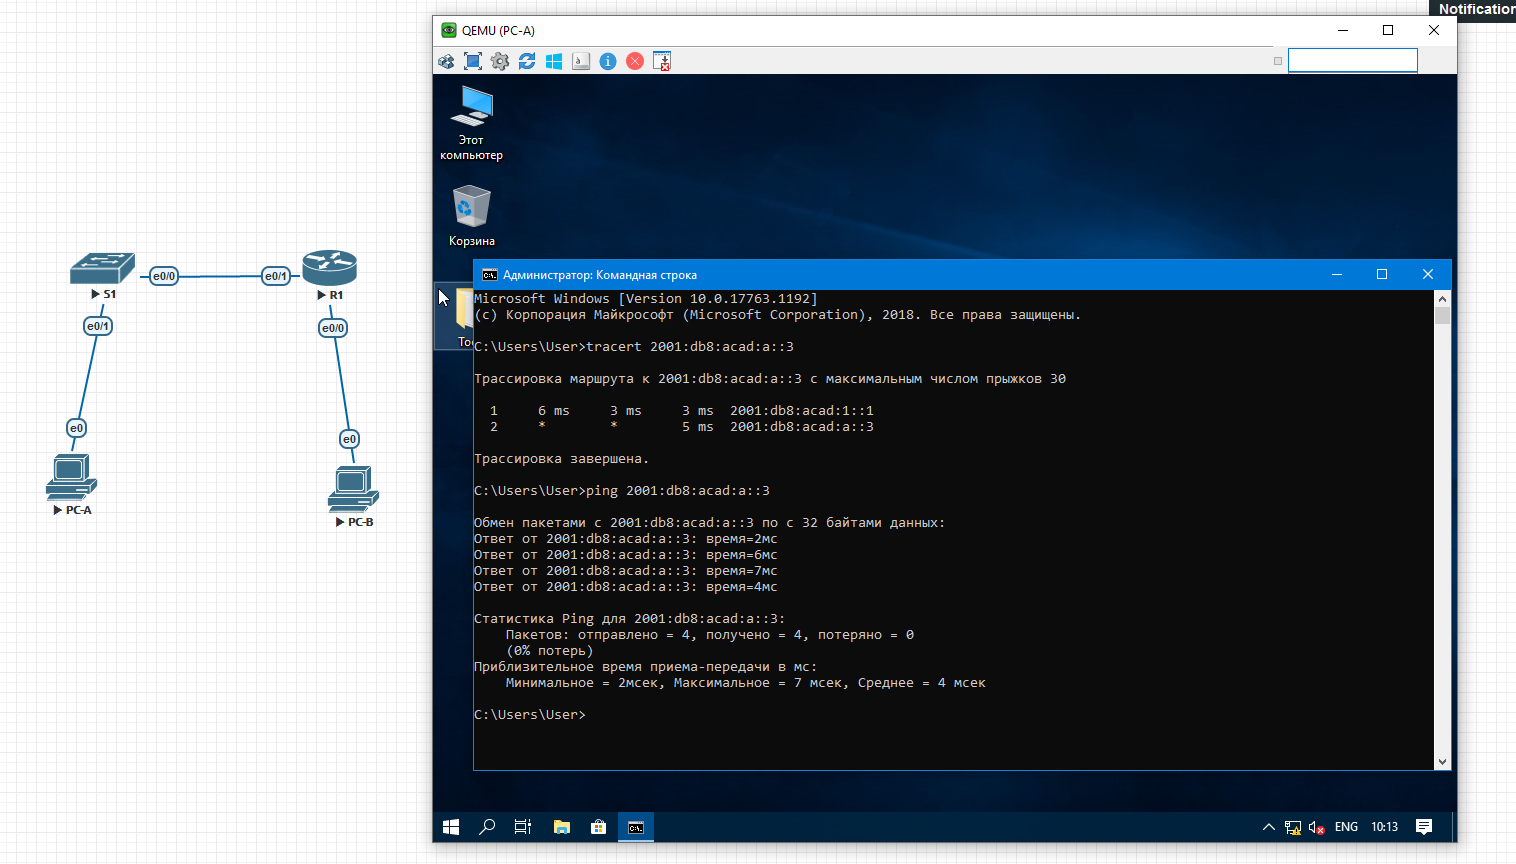 Notification
QEMU (PC-A)
Этот
компьютер
Корзина
e0/0
e0/1
S1
R1
e0/1
e0/0
e0
e0
PC-A
PC-B
Администратор: Командная строка
Microsoft Windows [Version 10.0.17763.1192]
(c) Корпорация Майкрософт (Microsoft Corporation), 2018. Все права защищены.
C:\Users\User>tracert 2001:db8:acad:a::3
Трассировка маршрута к 2001:db8:acad:a::3 с максимальным числом прыжков 30
1 6 ms 3 ms 3 ms 2001:db8:acad:1::1
2 * * 5 ms 2001:db8:acad:a::3
Трассировка завершена.
C:\Users\User>ping 2001:db8:acad:a::3
Обмен пакетами с 2001:db8:acad:a::3 по с 32 байтами данных:
Ответ от 2001:db8:acad:a::3: время=2мс
Ответ от 2001:db8:acad:a::3: время=6мс
Ответ от 2001:db8:acad:a::3: время=7мс
Ответ от 2001:db8:acad:a::3: время=4мс
Статистика Ping для 2001:db8:acad:a::3:
Пакетов: отправлено = 4, получено = 4, потеряно = 0
(0% потерь)
Приблизительное время приема-передачи в мс:
Минимальное = 2мсек, Максимальное = 7 мсек, Среднее = 4 мсек
C:\Users\User>
ENG
10:13